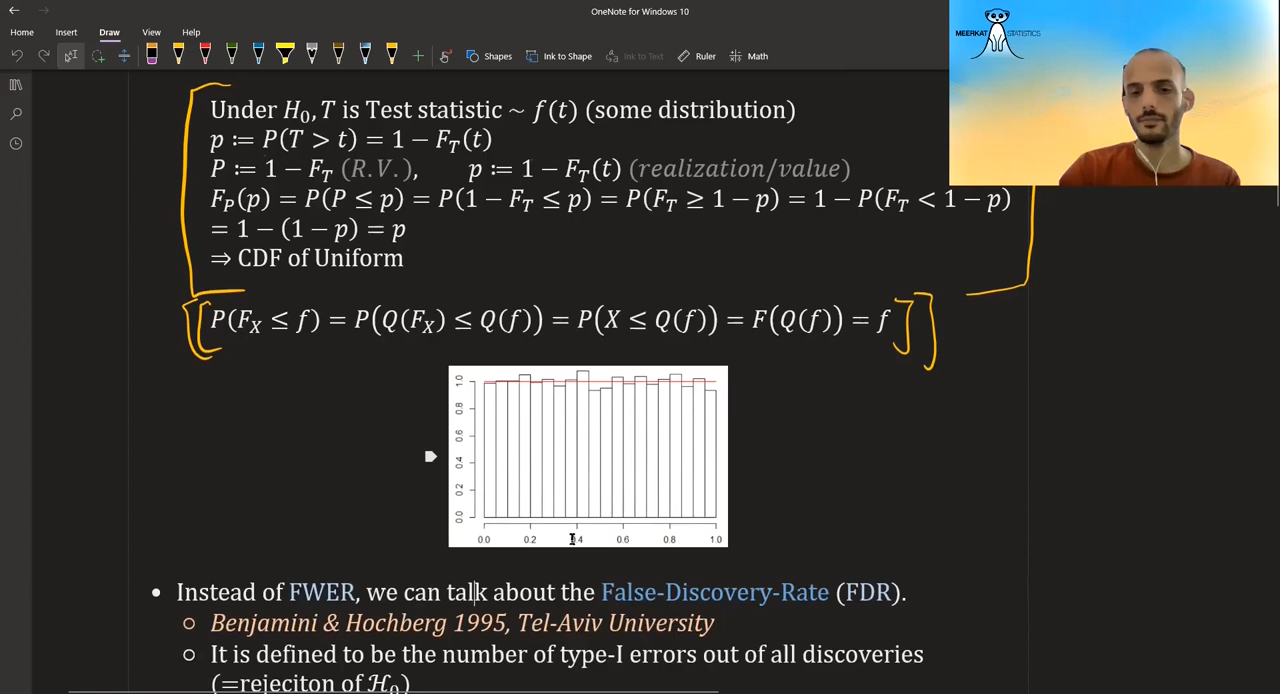 OneNote for Windows 10
Home Insert Draw View Help
Shapes Ink to Shape Ink to Text Ruler Math
MEERKAT STATISTICS
Under H₀, T is Test statistic ~ f(t) (some distribution)
p ≔ P(T > t) = 1 − F_T(t)
P ≔ 1 − F_T (R.V.), p ≔ 1 − F_T(t) (realization/value)
F_P(p) = P(P ≤ p) = P(1 − F_T ≤ p) = P(F_T ≥ 1 − p) = 1 − P(F_T < 1 − p)
= 1 − (1 − p) = p
⇒ CDF of Uniform
P(F_X ≤ f) = P(Q(F_X) ≤ Q(f)) = P(X ≤ Q(f)) = F(Q(f)) = f
1.0
0.8
0.6
0.4
0.2
0.0
0.0 0.2 0.4 0.6 0.8 1.0
• Instead of FWER, we can talk about the False-Discovery-Rate (FDR).
○ Benjamini & Hochberg 1995, Tel-Aviv University
○ It is defined to be the number of type-I errors out of all discoveries
(=rejeciton of ℋ₀)